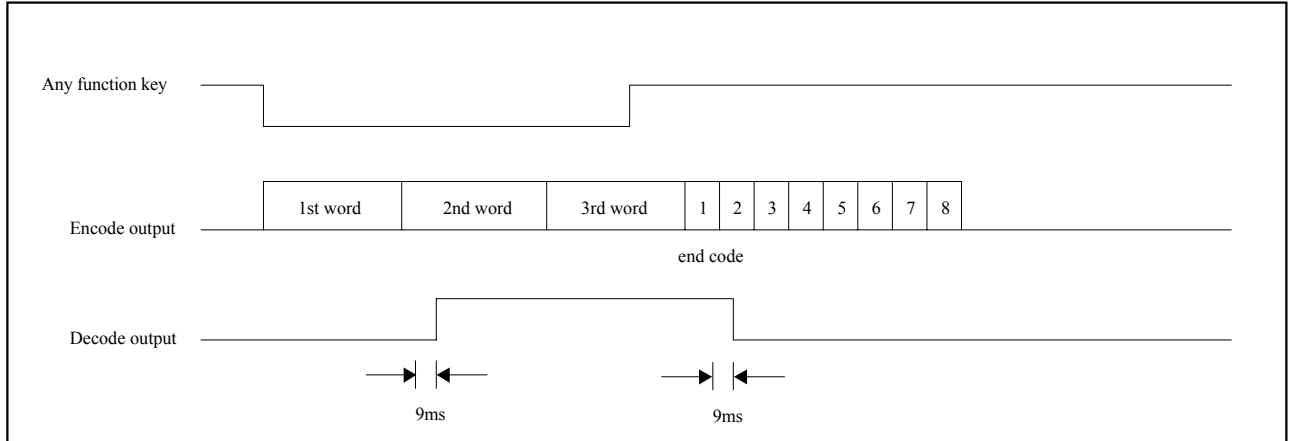 Any function key
Encode output
1st word 2nd word 3rd word 1 2 3 4 5 6 7 8
end code
Decode output
9ms 9ms